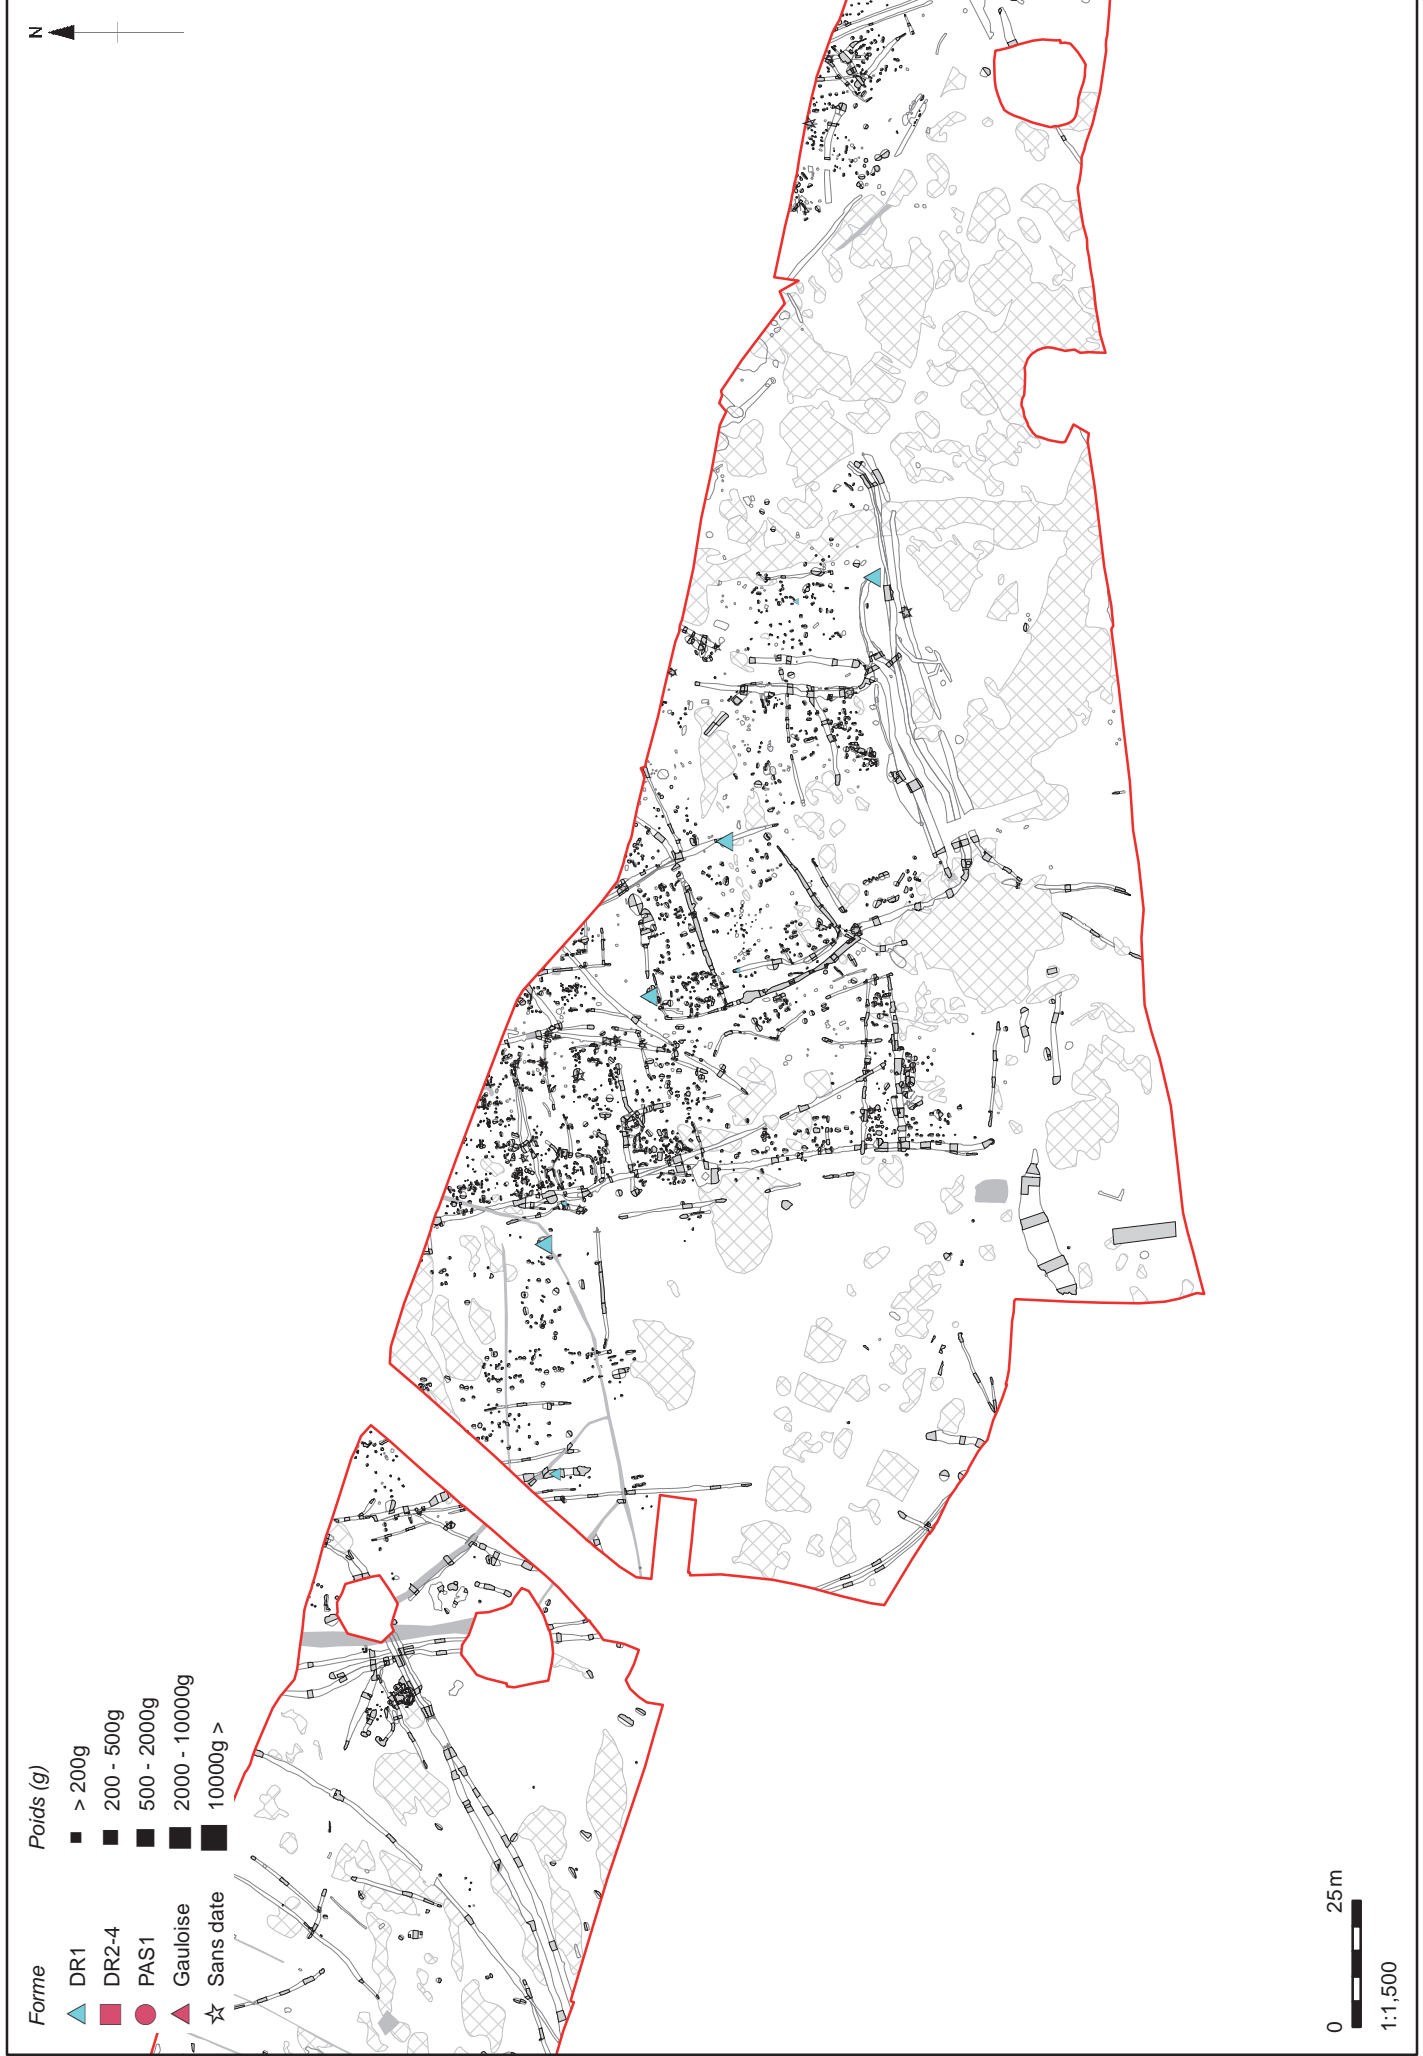 N
Forme
DR1
DR2-4
PAS1
Gauloise
Sans date
Poids (g)
> 200g
200 - 500g
500 - 2000g
2000 - 10000g
10000g >
0 25m
1:1,500